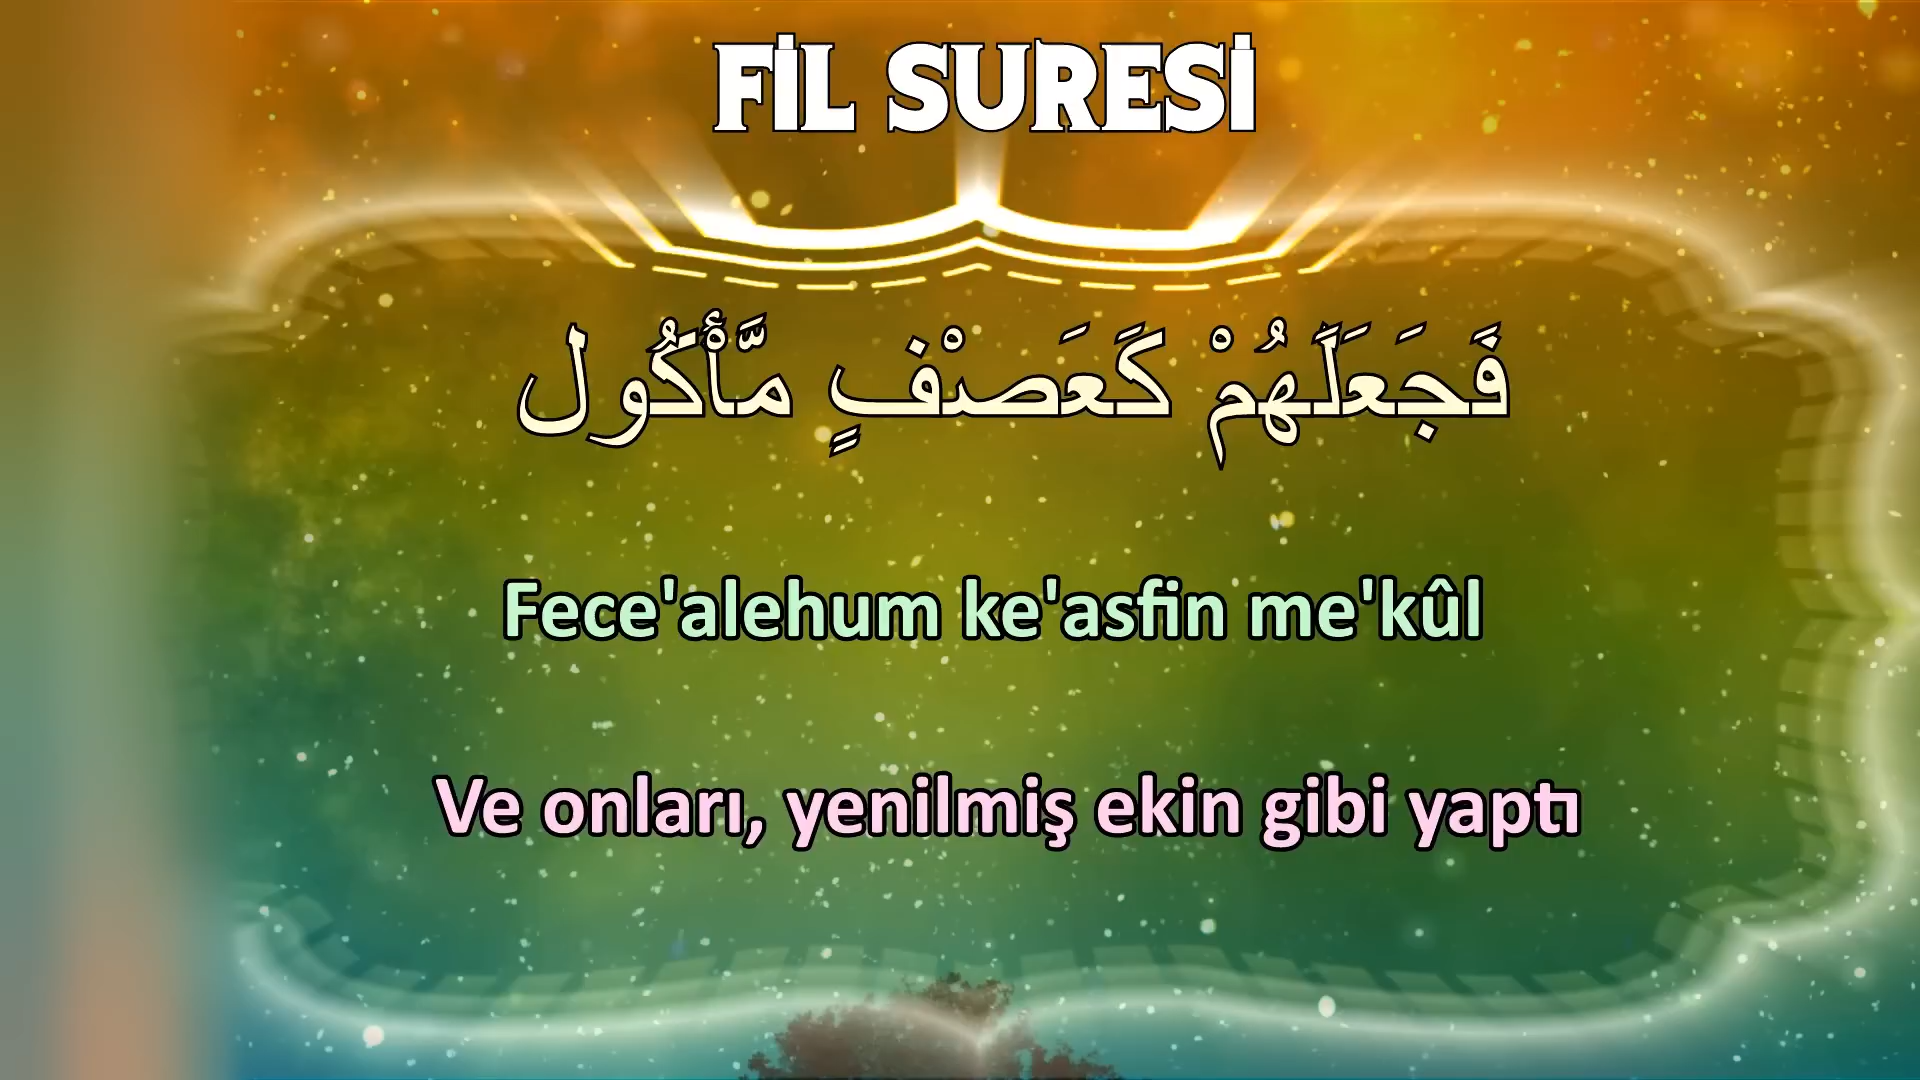 FİL SURESİ
فَجَعَلَهُمْ كَعَصْفٍ مَّأْكُول
Fece'alehum ke'asfin me'kûl
Ve onları, yenilmiş ekin gibi yaptı